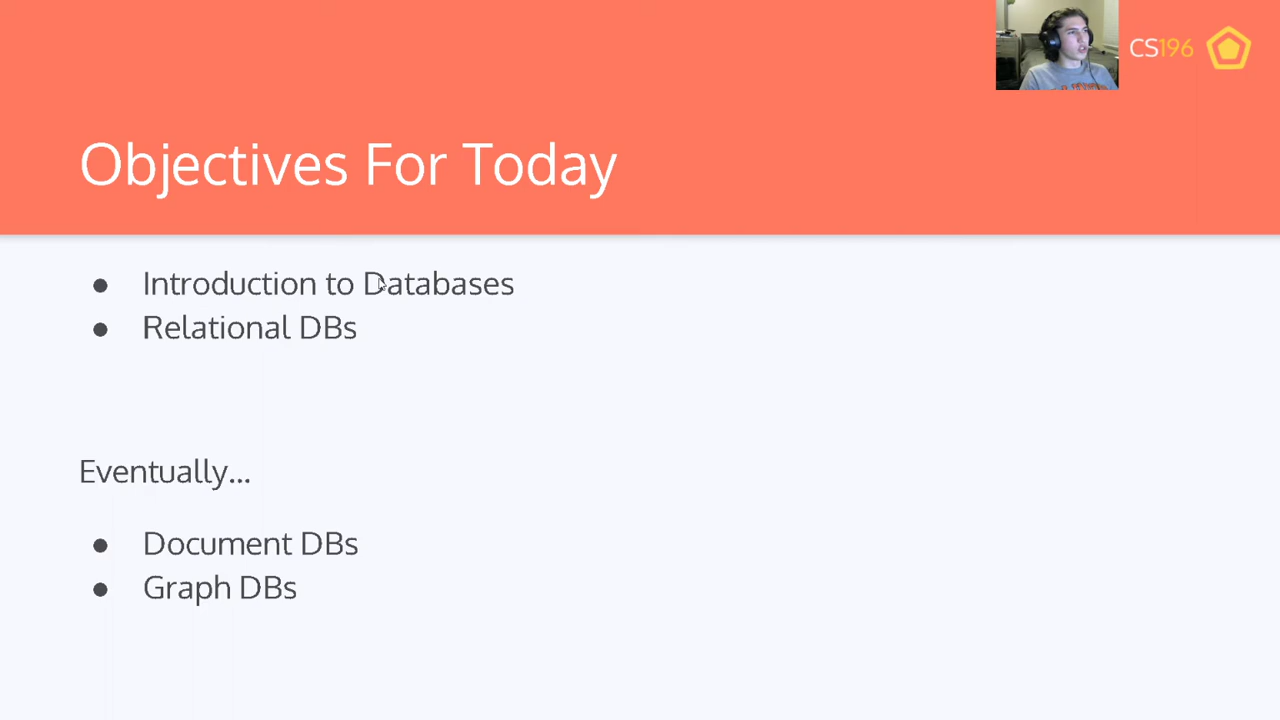 CS196
Objectives For Today
● Introduction to Databases
● Relational DBs
Eventually...
● Document DBs
● Graph DBs